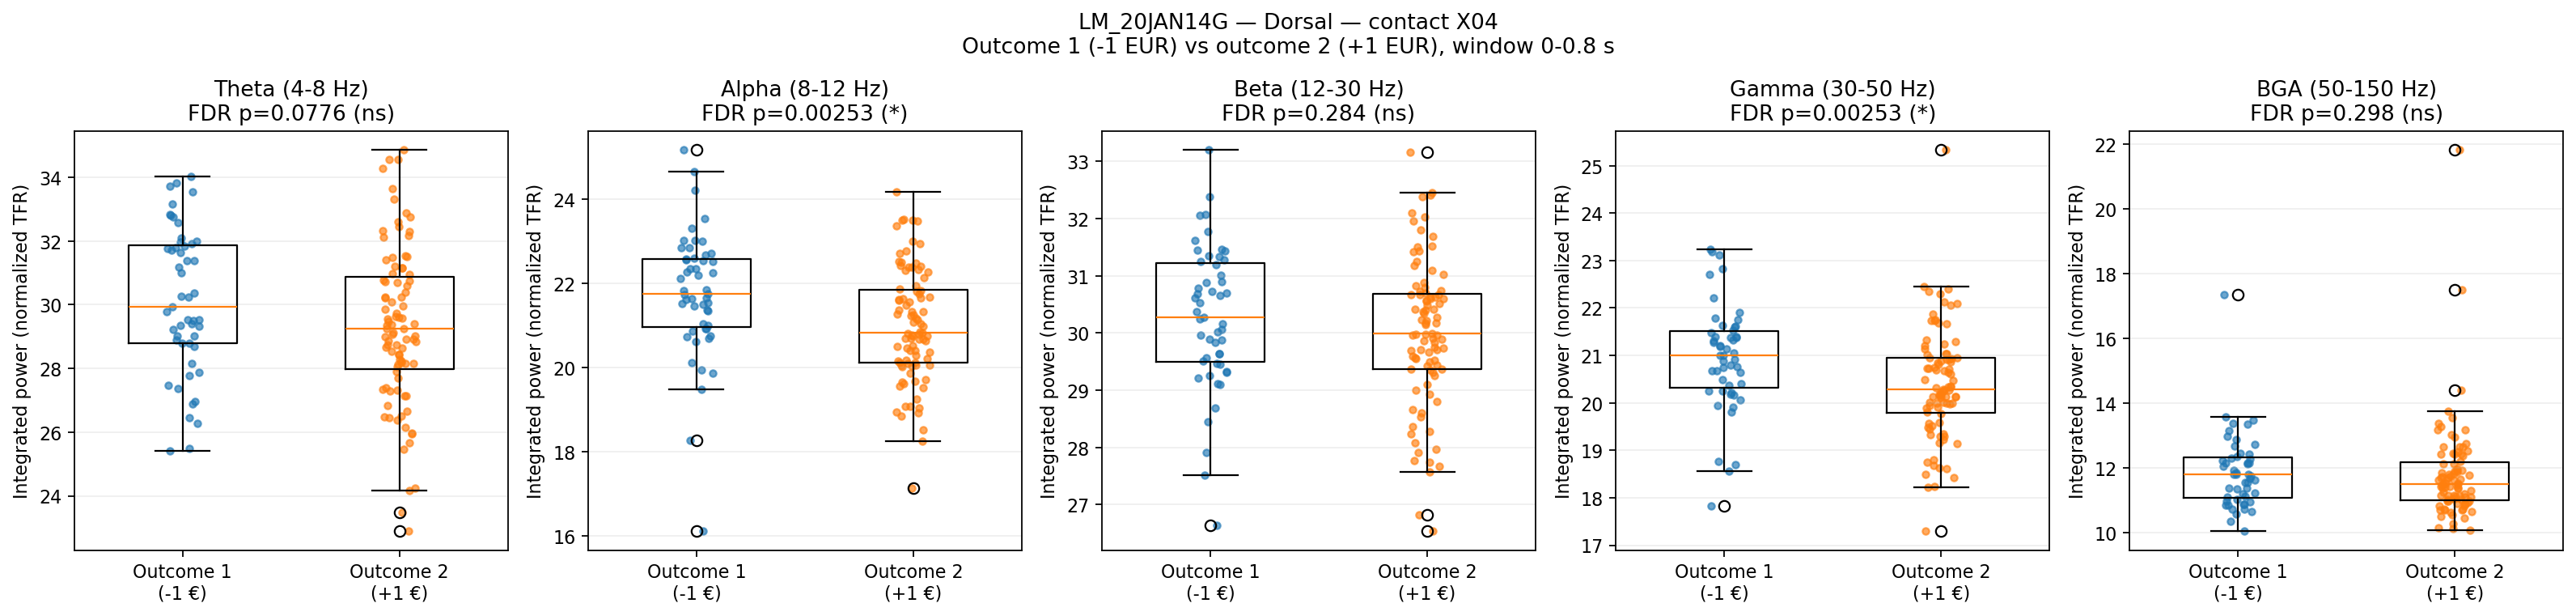 LM_20JAN14G — Dorsal — contact X04
Outcome 1 (-1 EUR) vs outcome 2 (+1 EUR), window 0-0.8 s
Theta (4-8 Hz)
FDR p=0.0776 (ns)
Integrated power (normalized TFR)
34
32
30
28
26
24
Outcome 1
(-1 €)
Outcome 2
(+1 €)
Alpha (8-12 Hz)
FDR p=0.00253 (*)
Integrated power (normalized TFR)
24
22
20
18
16
Outcome 1
(-1 €)
Outcome 2
(+1 €)
Beta (12-30 Hz)
FDR p=0.284 (ns)
Integrated power (normalized TFR)
33
32
31
30
29
28
27
Outcome 1
(-1 €)
Outcome 2
(+1 €)
Gamma (30-50 Hz)
FDR p=0.00253 (*)
Integrated power (normalized TFR)
25
24
23
22
21
20
19
18
17
Outcome 1
(-1 €)
Outcome 2
(+1 €)
BGA (50-150 Hz)
FDR p=0.298 (ns)
Integrated power (normalized TFR)
22
20
18
16
14
12
10
Outcome 1
(-1 €)
Outcome 2
(+1 €)